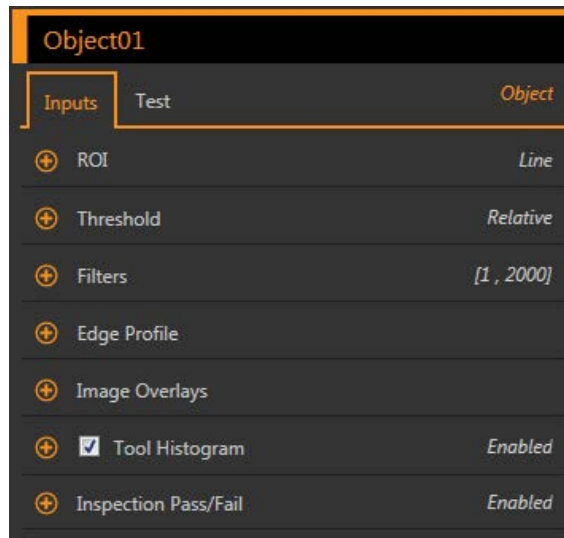 Object01
Inputs Test Object
ROI Line
Threshold Relative
Filters [1 , 2000]
Edge Profile
Image Overlays
Tool Histogram Enabled
Inspection Pass/Fail Enabled